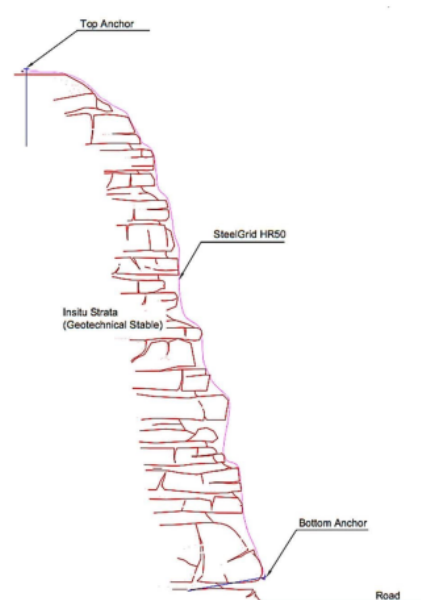 Top Anchor
SteelGrid HR50
Insitu Strata
(Geotechnical Stable)
Bottom Anchor
Road